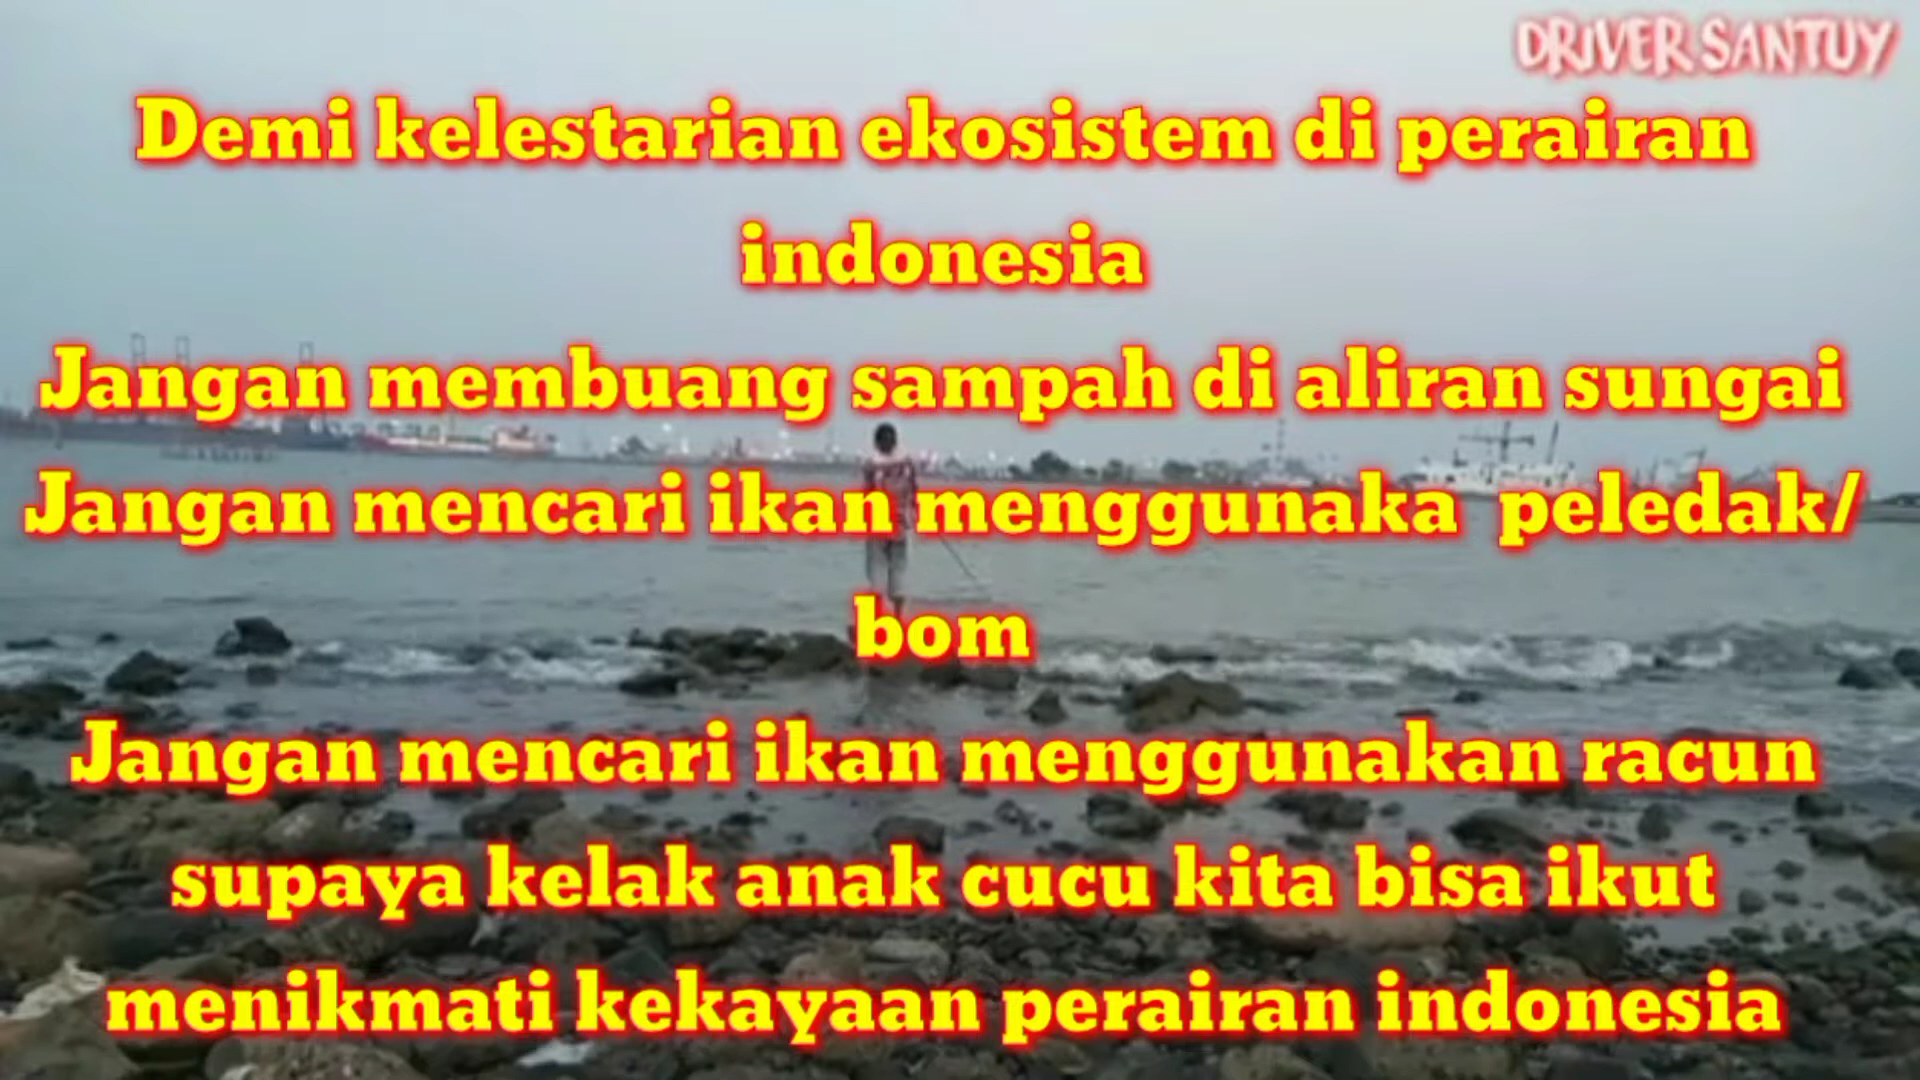 DRIVER SANTUY
Demi kelestarian ekosistem di perairan
indonesia
Jangan membuang sampah di aliran sungai
Jangan mencari ikan menggunaka peledak/
bom
Jangan mencari ikan menggunakan racun
supaya kelak anak cucu kita bisa ikut
menikmati kekayaan perairan indonesia